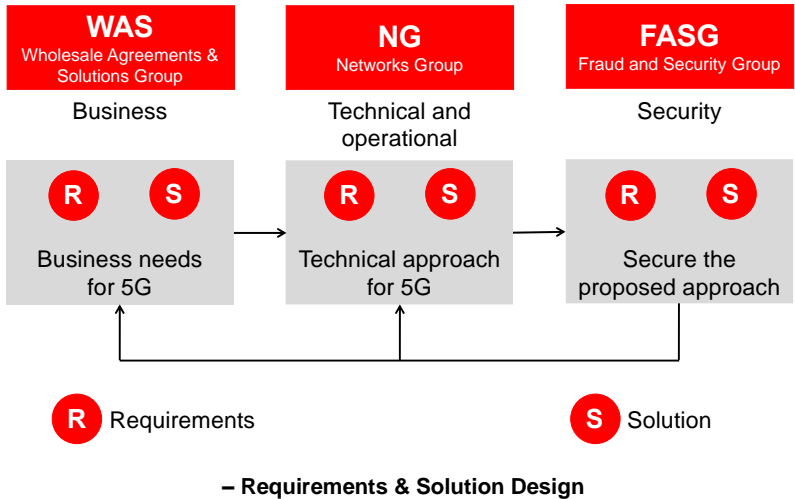 WAS
Wholesale Agreements &
Solutions Group
NG
Networks Group
FASG
Fraud and Security Group
Business
Technical and
operational
Security
R
S
Business needs
for 5G
R
S
Technical approach
for 5G
R
S
Secure the
proposed approach
R Requirements
S Solution
– Requirements & Solution Design